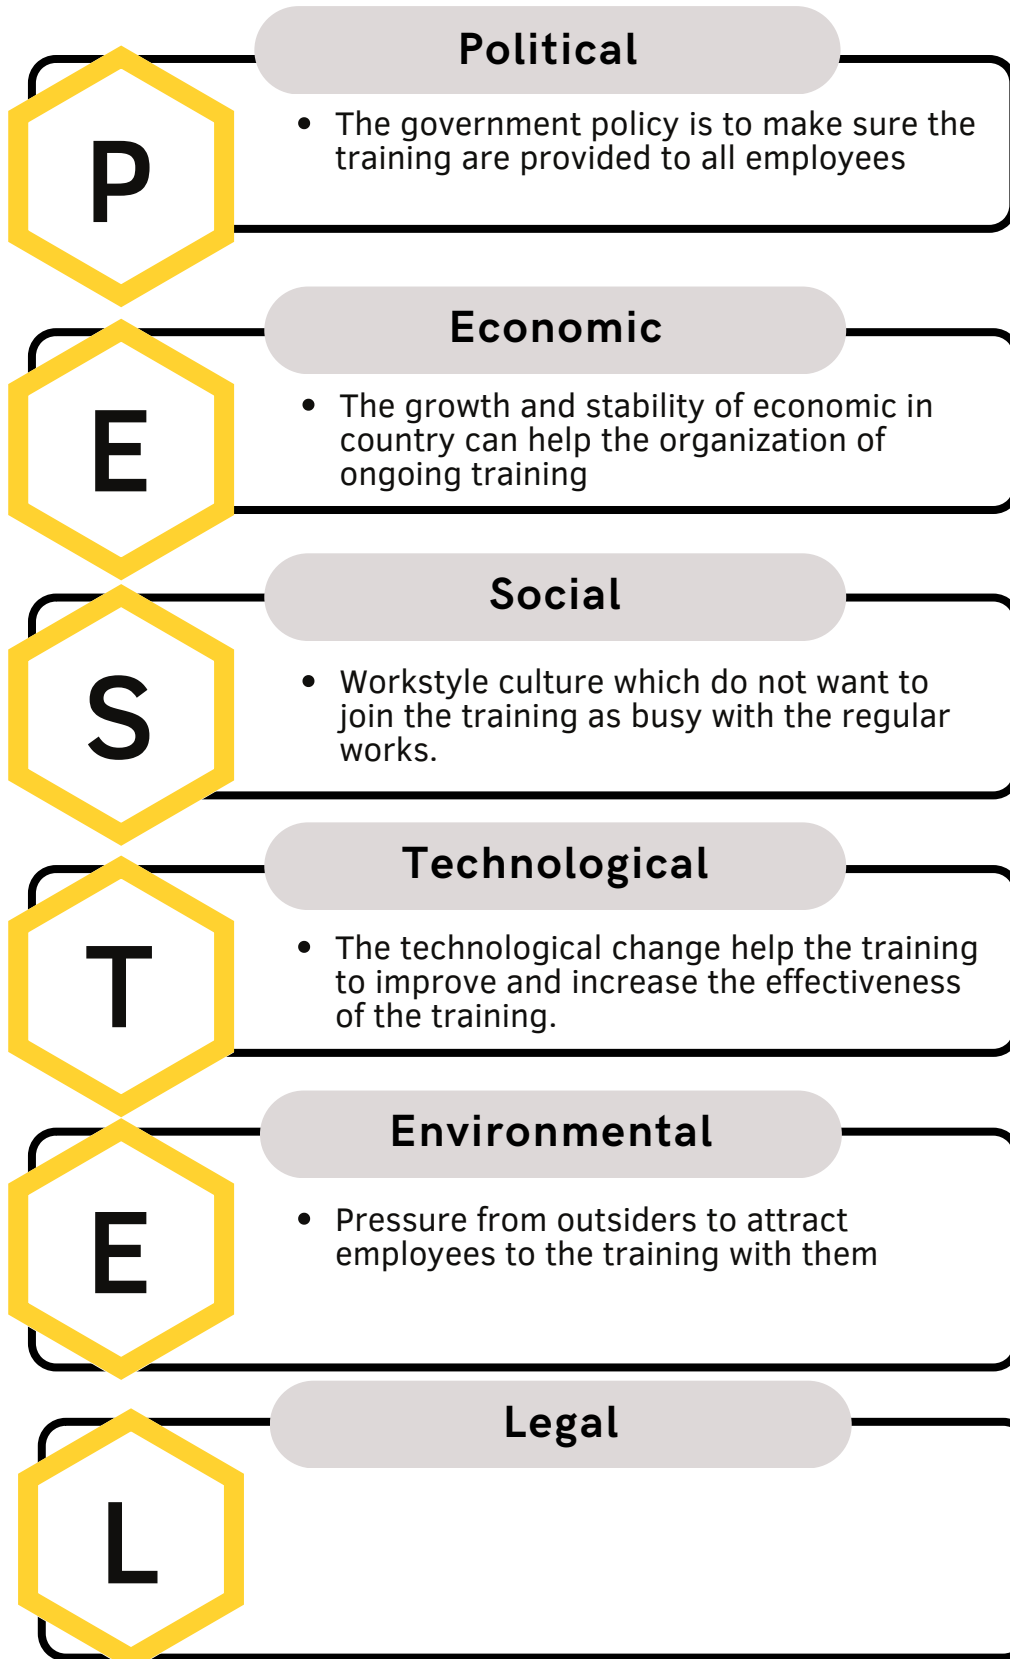 Political
P
• The government policy is to make sure the
training are provided to all employees
Economic
E
• The growth and stability of economic in
country can help the organization of
ongoing training
Social
S
• Workstyle culture which do not want to
join the training as busy with the regular
works.
Technological
T
• The technological change help the training
to improve and increase the effectiveness
of the training.
Environmental
E
• Pressure from outsiders to attract
employees to the training with them
Legal
L